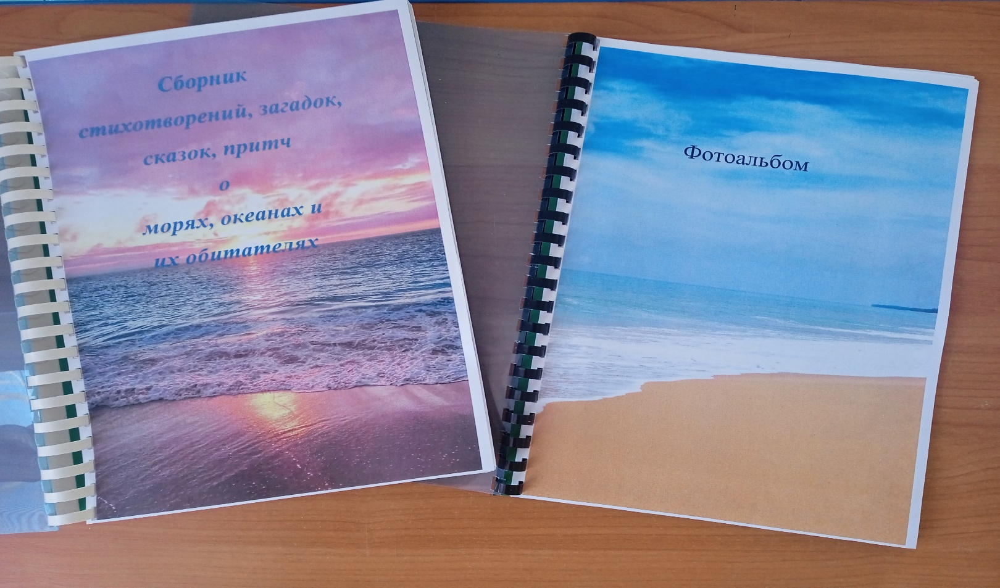 Сборник
стихотворений, загадок,
сказок, притч
о
морях, океанах и
их обитателях
Фотоальбом